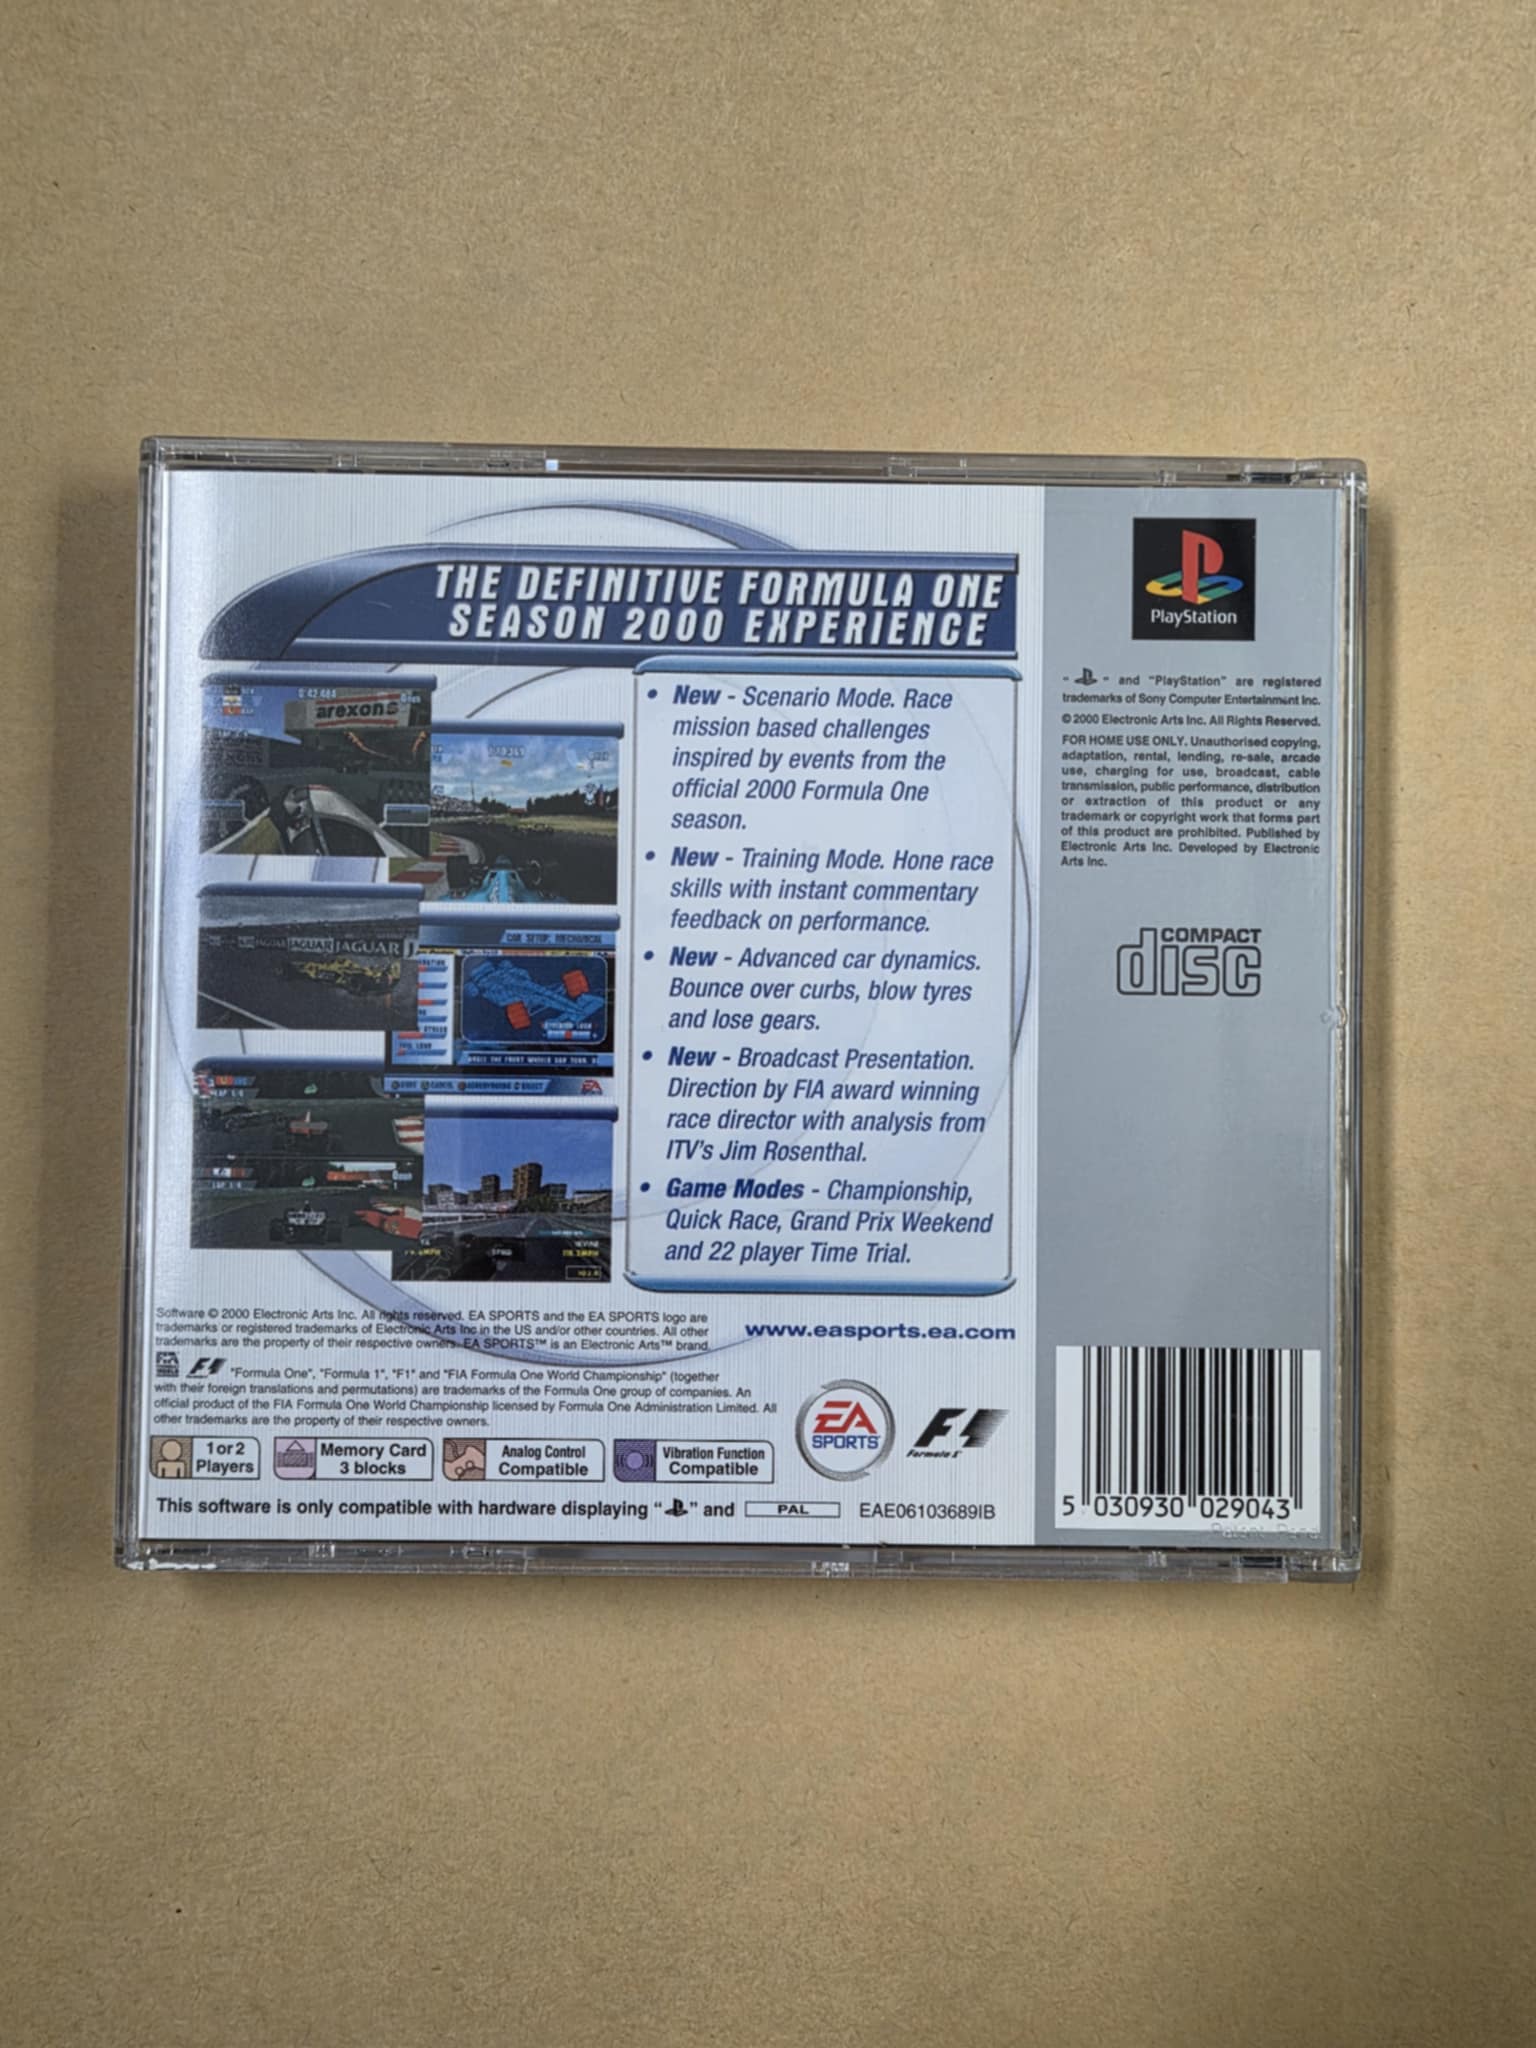 THE DEFINITIVE FORMULA ONE
SEASON 2000 EXPERIENCE
arexons
JAGUAR JAGUAR JAGUAR
CAR SETUP: MECHANICAL
• New - Scenario Mode. Race
mission based challenges
inspired by events from the
official 2000 Formula One
season.
• New - Training Mode. Hone race
skills with instant commentary
feedback on performance.
• New - Advanced car dynamics.
Bounce over curbs, blow tyres
and lose gears.
• New - Broadcast Presentation.
Direction by FIA award winning
race director with analysis from
ITV's Jim Rosenthal.
• Game Modes - Championship,
Quick Race, Grand Prix Weekend
and 22 player Time Trial.
Software © 2000 Electronic Arts Inc. All rights reserved. EA SPORTS and the EA SPORTS logo are
trademarks or registered trademarks of Electronic Arts Inc in the US and/or other countries. All other
trademarks are the property of their respective owners. EA SPORTS™ is an Electronic Arts™ brand.
www.easports.ea.com
F1 "Formula One", "Formula 1", "F1" and "FIA Formula One World Championship" (together
with their foreign translations and permutations) are trademarks of the Formula One group of companies. An
official product of the FIA Formula One World Championship licensed by Formula One Administration Limited. All
other trademarks are the property of their respective owners.
EA
SPORTS™
F1
Formula 1
1 or 2
Players
Memory Card
3 blocks
Analog Control
Compatible
Vibration Function
Compatible
This software is only compatible with hardware displaying " " and PAL EAE06103689IB
PlayStation
" " and "PlayStation" are registered
trademarks of Sony Computer Entertainment Inc.
© 2000 Electronic Arts Inc. All Rights Reserved.
FOR HOME USE ONLY. Unauthorised copying,
adaptation, rental, lending, re-sale, arcade
use, charging for use, broadcast, cable
transmission, public performance, distribution
or extraction of this product or any
trademark or copyright work that forms part
of this product are prohibited. Published by
Electronic Arts Inc. Developed by Electronic
Arts Inc.
COMPACT
disc
5 030930 029043